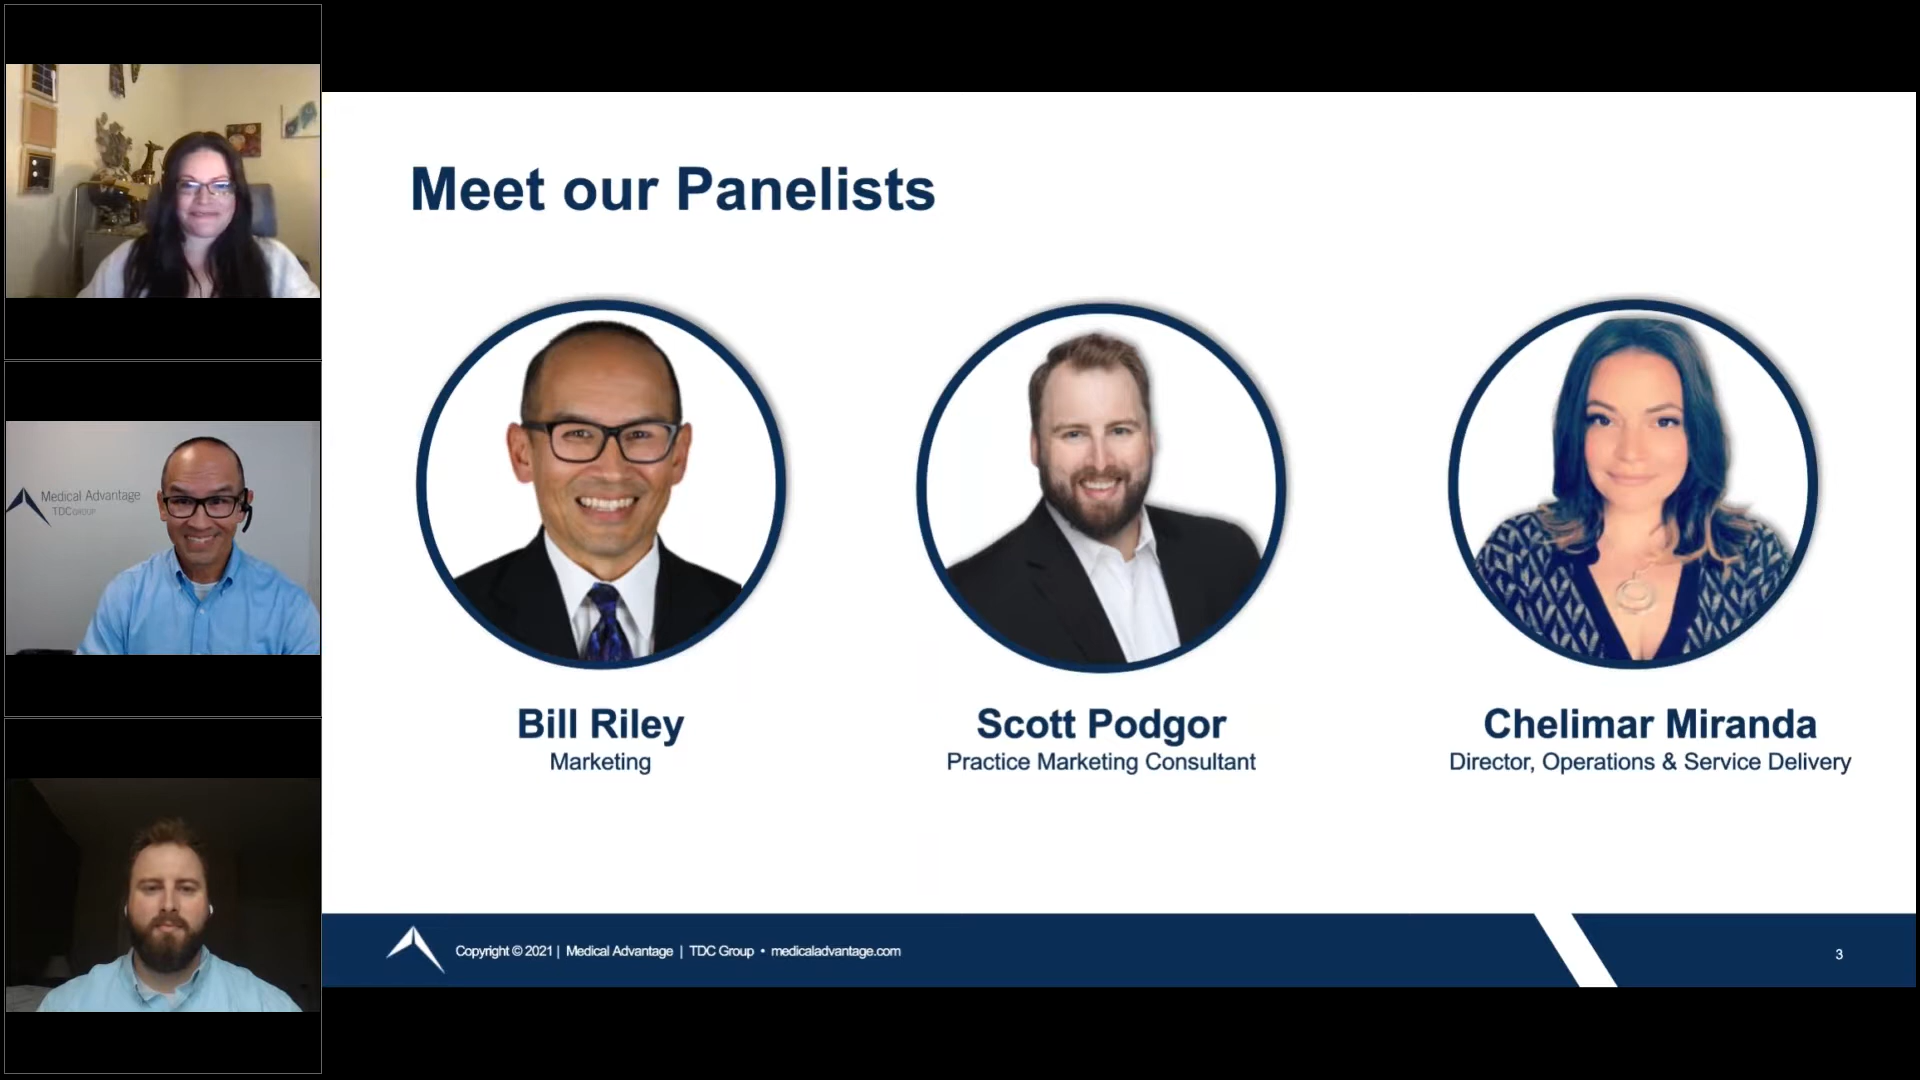 Medical Advantage
TDCGROUP
Meet our Panelists
Bill Riley
Marketing
Scott Podgor
Practice Marketing Consultant
Chelimar Miranda
Director, Operations & Service Delivery
Copyright © 2021 | Medical Advantage | TDC Group • medicaladvantage.com
3